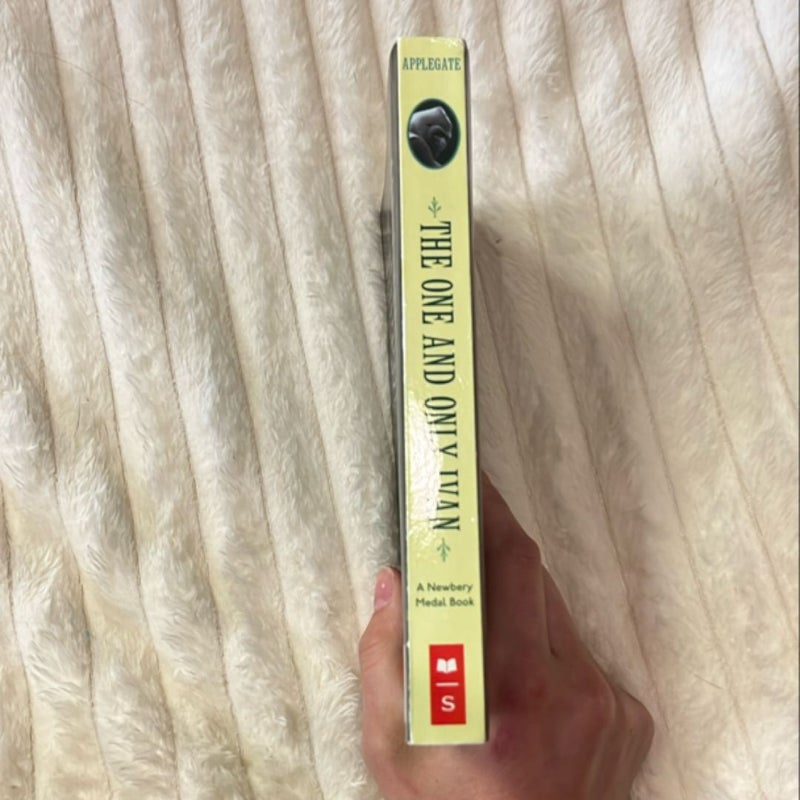 APPLEGATE
THE ONE AND ONLY IVAN
A Newbery
Medal Book
S